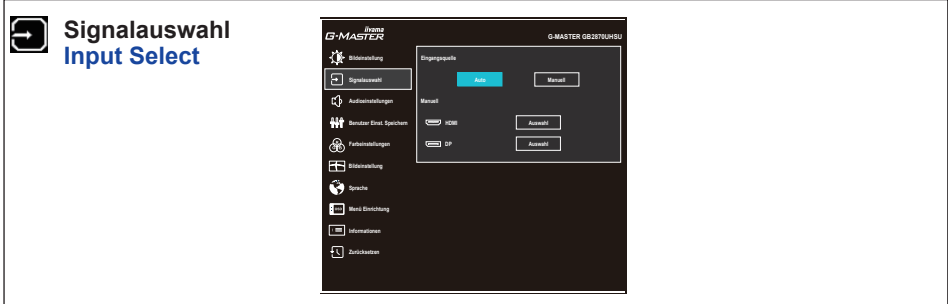 Signalauswahl
Input Select
iiyama
G-MASTER
G-MASTER GB2870UHSU
Bildeinstellung
Signalauswahl
Audioeinstellungen
Benutzer Einst. Speichern
Farbeinstellungen
Bildeinstellung
Sprache
Menü Einrichtung
Informationen
Zurücksetzen
Eingangsquelle
Auto
Manuell
Manuell
HDMI
Auswahl
DP
Auswahl